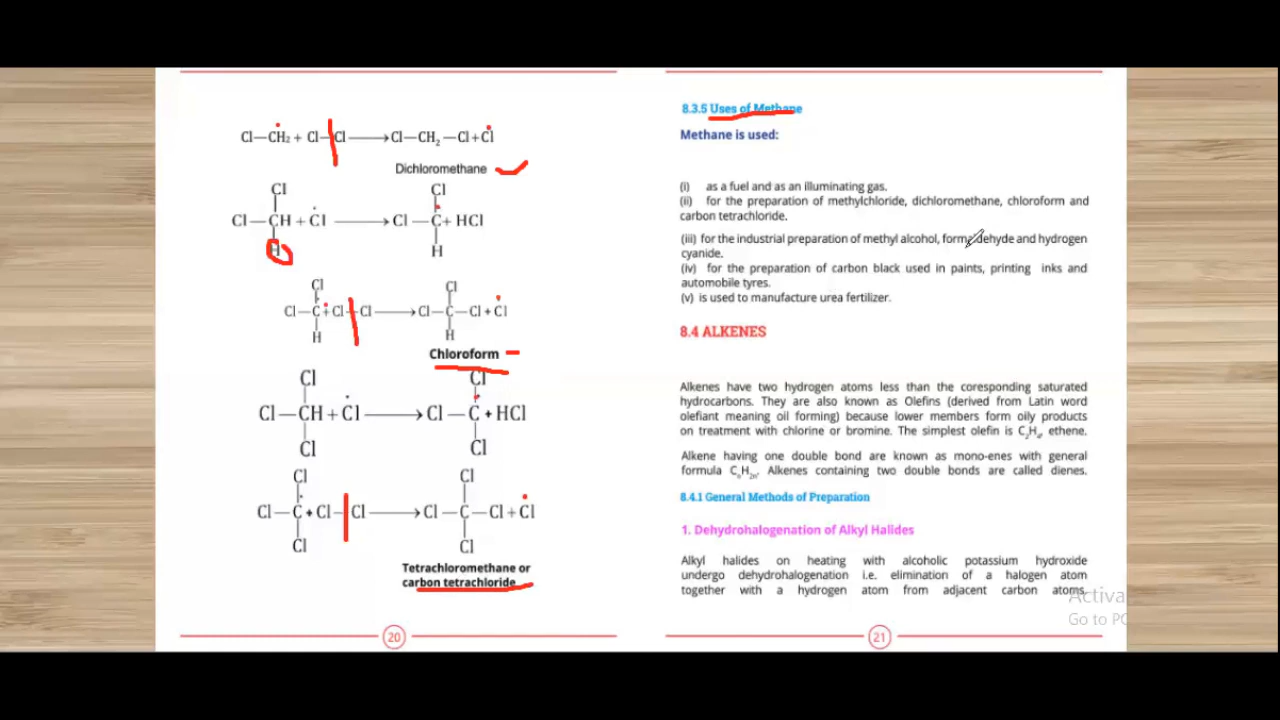 Cl—ĊH₂ + Cl—Cl ⟶ Cl—CH₂—Cl + Ċl
Dichloromethane
Cl Cl
Cl—CH + Ċl ⟶ Cl—C + HCl
H H
Cl Cl
Cl—C + Cl—Cl ⟶ Cl—C—Cl + Ċl
H H
Chloroform
Cl Cl
Cl—CH + Ċl ⟶ Cl—C + HCl
Cl Cl
Cl Cl
Cl—C + Cl—Cl ⟶ Cl—C—Cl + Ċl
Cl Cl
Tetrachloromethane or
carbon tetrachloride
20
8.3.5 Uses of Methane
Methane is used:
(i) as a fuel and as an illuminating gas.
(ii) for the preparation of methylchloride, dichloromethane, chloroform and
carbon tetrachloride.
(iii) for the industrial preparation of methyl alcohol, formaldehyde and hydrogen
cyanide.
(iv) for the preparation of carbon black used in paints, printing inks and
automobile tyres.
(v) is used to manufacture urea fertilizer.
8.4 ALKENES
Alkenes have two hydrogen atoms less than the coresponding saturated
hydrocarbons. They are also known as Olefins (derived from Latin word
olefiant meaning oil forming) because lower members form oily products
on treatment with chlorine or bromine. The simplest olefin is C₂H₄, ethene.
Alkene having one double bond are known as mono-enes with general
formula CₙH₂ₙ. Alkenes containing two double bonds are called dienes.
8.4.1 General Methods of Preparation
1. Dehydrohalogenation of Alkyl Halides
Alkyl halides on heating with alcoholic potassium hydroxide
undergo dehydrohalogenation i.e. elimination of a halogen atom
together with a hydrogen atom from adjacent carbon atoms.
21
Activa
Go to PC